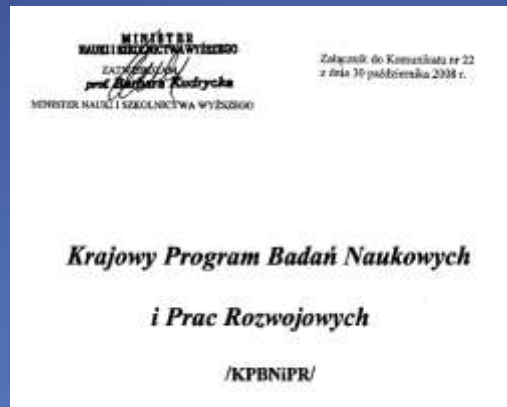 MINISTER
NAUKI I SZKOLNICTWA WYŻSZEGO
prof. Barbara Kudrycka
MINISTER NAUKI I SZKOLNICTWA WYŻSZEGO
Załącznik do Komunikatu nr 22
z dnia 30 października 2008 r.
Krajowy Program Badań Naukowych
i Prac Rozwojowych
/KPBNiPR/